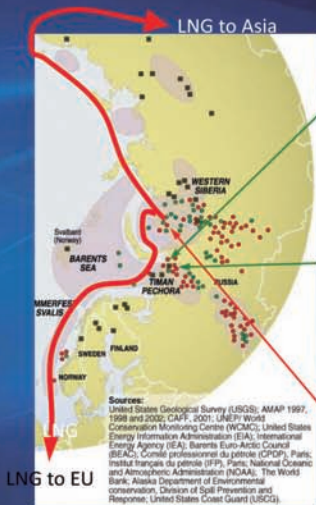 LNG to Asia
WESTERN
SIBERIA
Svalbard
(Norway)
BARENTS
SEA
TIMAN
PECHORA
RUSSIA
MMERFES
SVALIS
FINLAND
SWEDEN
NORWAY
LNG
LNG to EU
Sources:
United States Geological Survey (USGS); AMAP 1997,
1998 and 2002; CAFF, 2001; UNEP/ World
Conservation Monitoring Centre (WCMC); United States
Energy Information Administration (EIA); International
Energy Agency (IEA); Barents Euro-Arctic Council
(BEAC), Comité professionnel du pétrole (CPDP), Paris;
Institut français du pétrole (IFP), Paris; National Oceanic
and Atmospheric Administration (NOAA); The World
Bank; Alaska Department of Environmental
conservation, Division of Spill Prevention and
Response; United States Coast Guard (USCG).